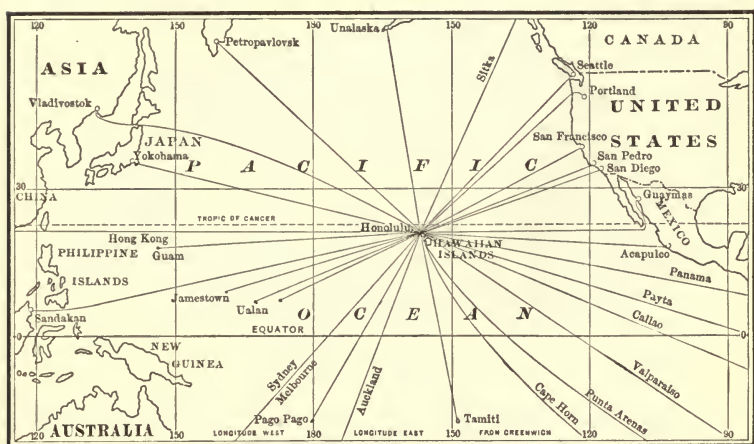 120
150
180
150
120
90
Petropavlovsk
Unalaska
Sitka
CANADA
ASIA
Seattle
Vladivostok
Portland
UNITED
STATES
JAPAN
Yokohama
San Francisco
San Pedro
San Diego
PACIFIC
30
30
CHINA
Guaymas
MEXICO
TROPIC OF CANCER
Honolulu
HAWAIIAN
ISLANDS
Hong Kong
Guam
Acapulco
PHILIPPINE
ISLANDS
Panama
Jamestown
Ualan
Payta
Callao
Sandakan
OCEAN
EQUATOR
0
0
NEW
GUINEA
Sydney
Melbourne
Auckland
Valparaiso
Punta Arenas
Cape Horn
Pago Pago
Tamiti
AUSTRALIA
LONGITUDE WEST
LONGITUDE EAST
FROM GREENWICH
120
150
180
150
120
90